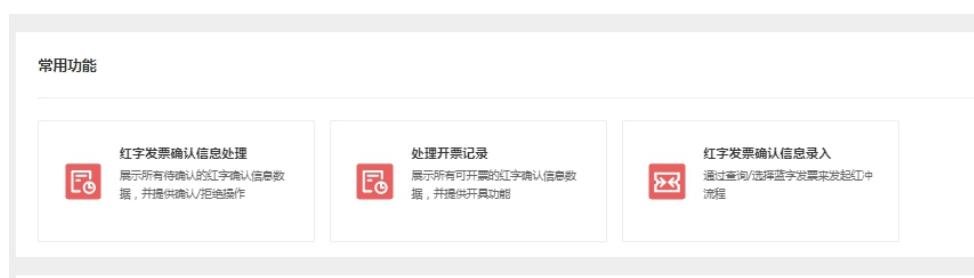 常用功能
红字发票确认信息处理
展示所有待确认的红字确认信息数
据，并提供确认/拒绝操作
处理开票记录
展示所有可开票的红字确认信息数
据，并提供开具功能
红字发票确认信息录入
通过查询/选择蓝字发票来发起红冲
流程